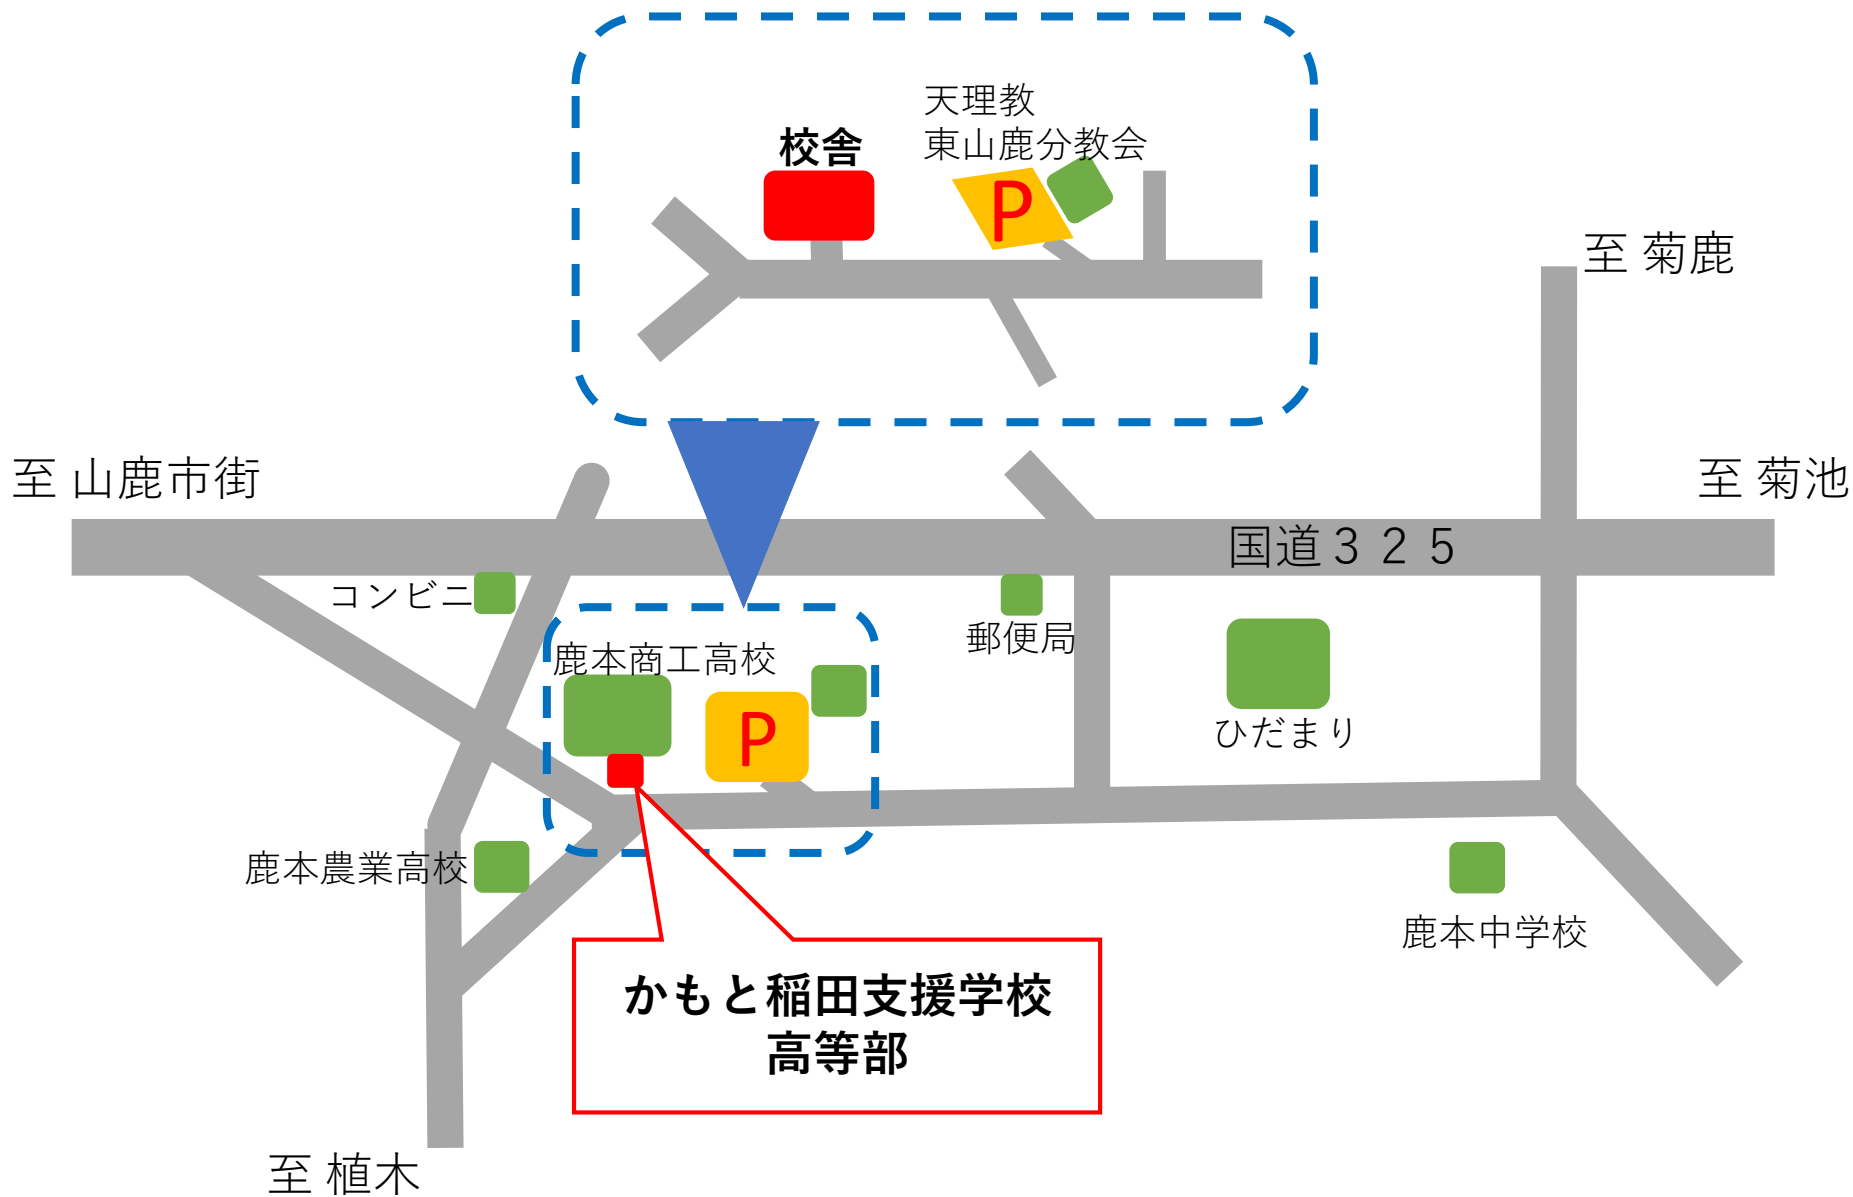 天理教
東山鹿分教会
校舎
P
至 菊鹿
至 山鹿市街
至 菊池
国道３２５
コンビニ
郵便局
鹿本商工高校
P
ひだまり
鹿本農業高校
鹿本中学校
かもと稲田支援学校
高等部
至 植木